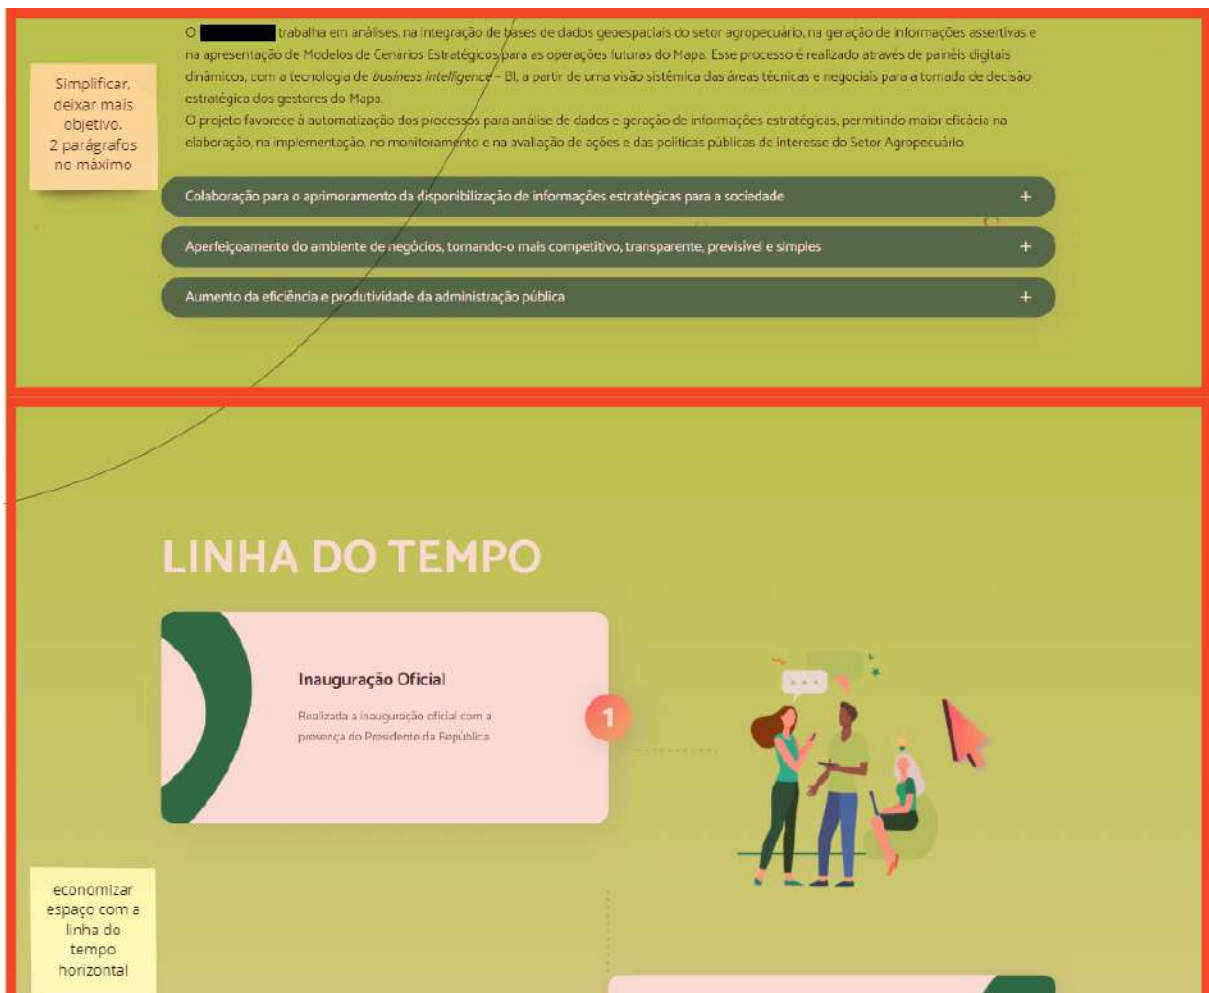 O trabalha em análises, na integração de bases de dados geoespaciais do setor agropecuário, na geração de informações assertivas e
na apresentação de Modelos de Cenários Estratégicos para as operações futuras do Mapa. Esse processo é realizado através de painéis digitais
dinâmicos, com a tecnologia de business intelligence – BI, a partir de uma visão sistêmica das áreas técnicas e negociais para a tomada de decisão
estratégica dos gestores do Mapa.
O projeto favorece à automatização dos processos para análise de dados e geração de informações estratégicas, permitindo maior eficácia na
elaboração, na implementação, no monitoramento e na avaliação de ações e das políticas públicas de interesse do Setor Agropecuário.
Simplificar,
deixar mais
objetivo.
2 parágrafos
no máximo
Colaboração para o aprimoramento da disponibilização de informações estratégicas para a sociedade +
Aperfeiçoamento do ambiente de negócios, tornando-o mais competitivo, transparente, previsível e simples +
Aumento da eficiência e produtividade da administração pública +
LINHA DO TEMPO
Inauguração Oficial
Realizada a inauguração oficial com a
presença do Presidente da República.
1
economizar
espaço com a
linha do
tempo
horizontal